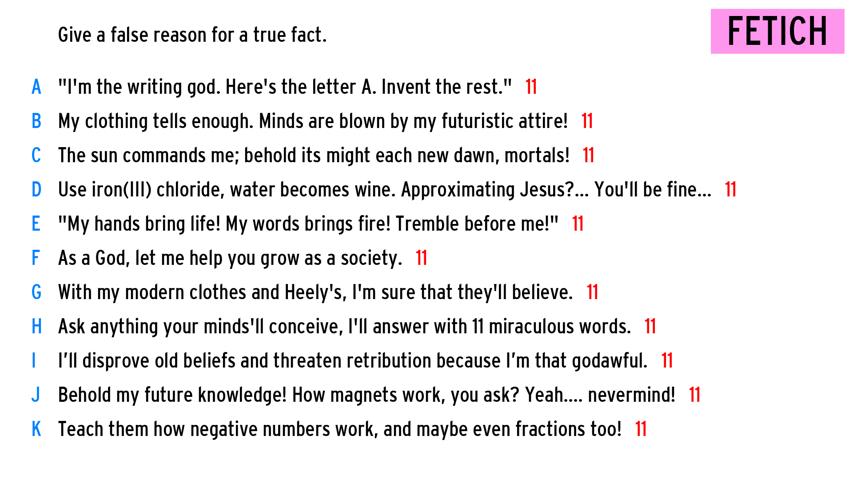 Give a false reason for a true fact.
FETICH
A "I'm the writing god. Here's the letter A. Invent the rest." 11
B My clothing tells enough. Minds are blown by my futuristic attire! 11
C The sun commands me; behold its might each new dawn, mortals! 11
D Use iron(III) chloride, water becomes wine. Approximating Jesus?... You'll be fine... 11
E "My hands bring life! My words brings fire! Tremble before me!" 11
F As a God, let me help you grow as a society. 11
G With my modern clothes and Heely's, I'm sure that they'll believe. 11
H Ask anything your minds'll conceive, I'll answer with 11 miraculous words. 11
I I'll disprove old beliefs and threaten retribution because I'm that godawful. 11
J Behold my future knowledge! How magnets work, you ask? Yeah.... nevermind! 11
K Teach them how negative numbers work, and maybe even fractions too! 11